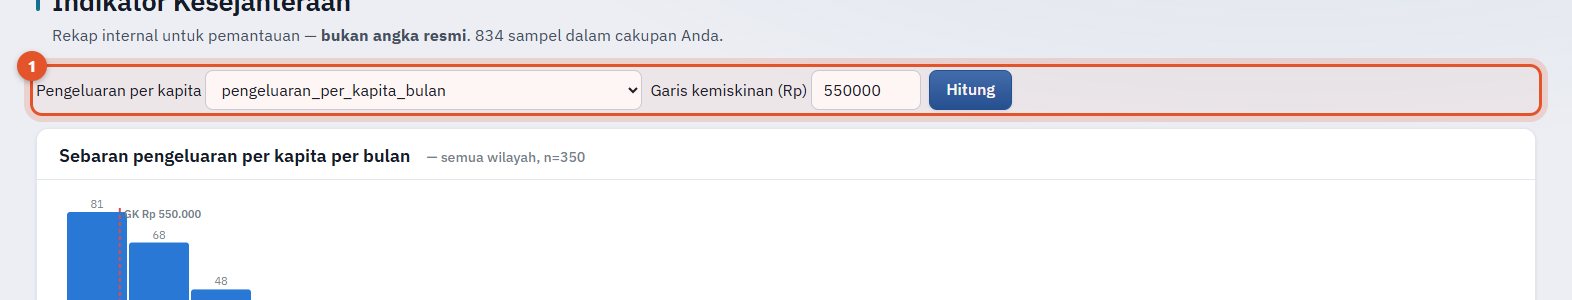 Indikator Kesejahteraan
Rekap internal untuk pemantauan — bukan angka resmi. 834 sampel dalam cakupan Anda.
1
Pengeluaran per kapita pengeluaran_per_kapita_bulan Garis kemiskinan (Rp) 550000 Hitung
Sebaran pengeluaran per kapita per bulan — semua wilayah, n=350
81
GK Rp 550.000
68
48